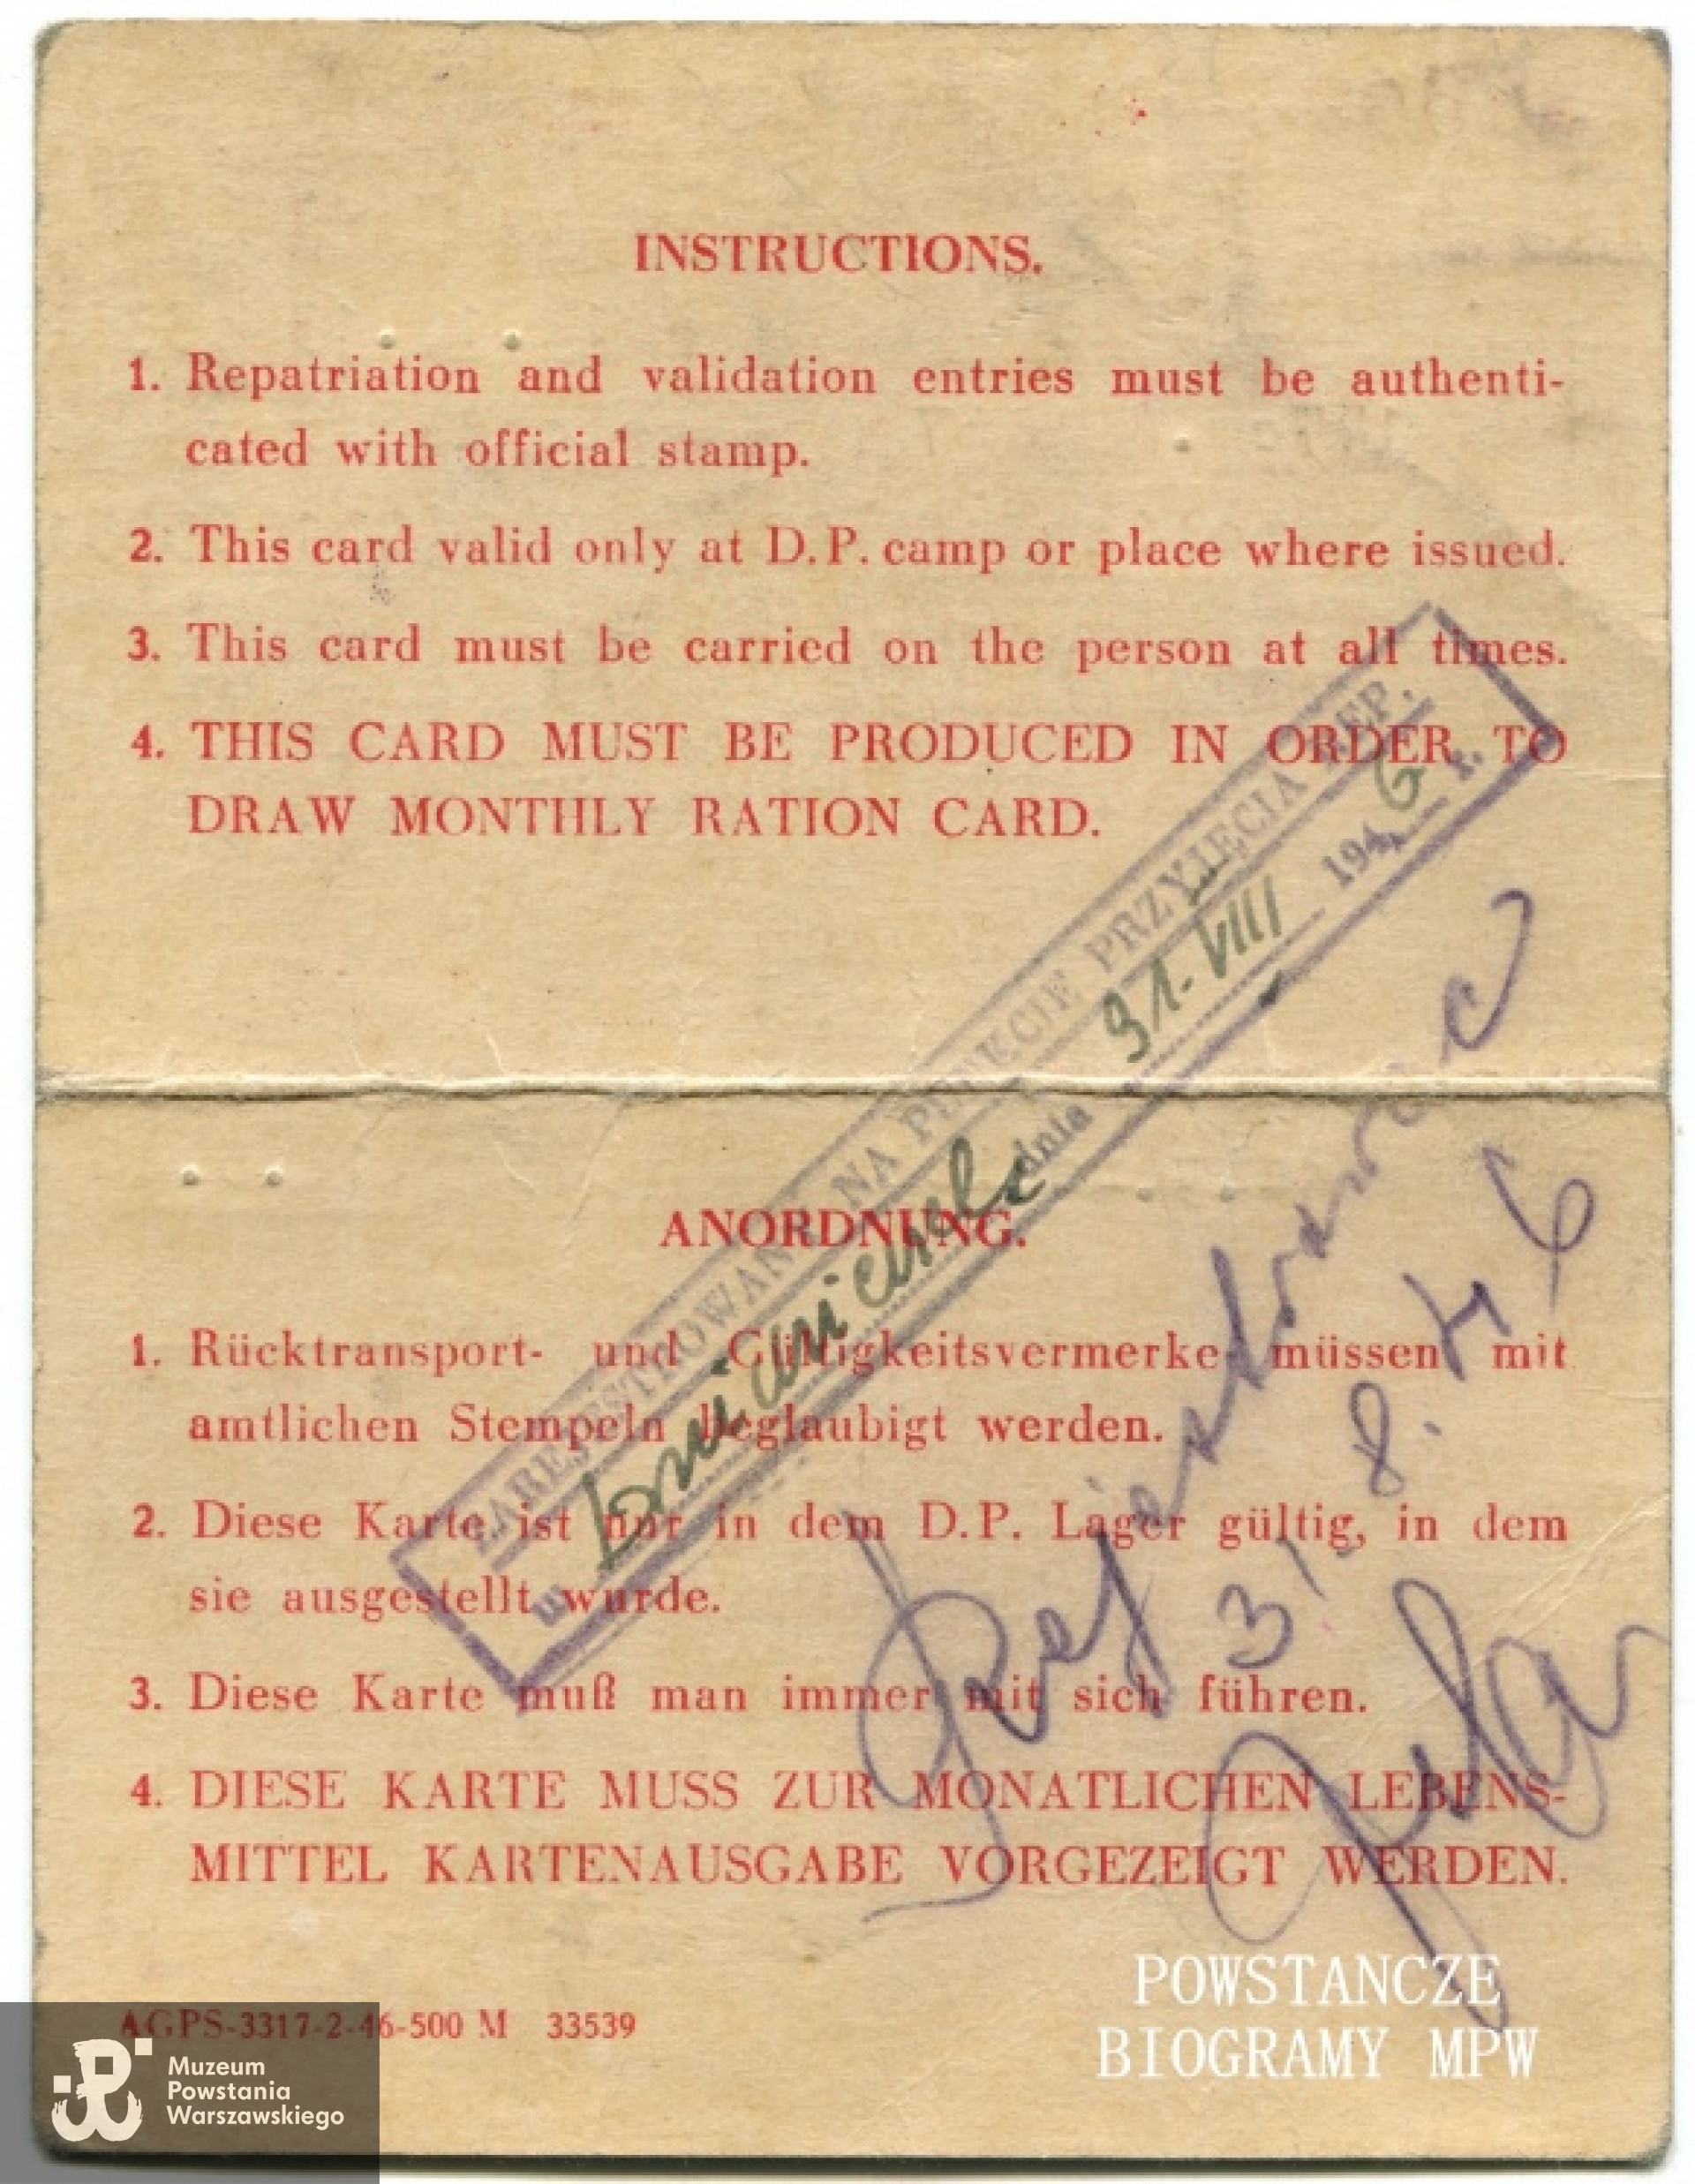 INSTRUCTIONS.
1. Repatriation and validation entries must be authenti-
cated with official stamp.
2. This card valid only at D.P. camp or place where issued.
3. This card must be carried on the person at all times.
4. THIS CARD MUST BE PRODUCED IN ORDER TO
DRAW MONTHLY RATION CARD.
ZAREJESTROWANY NA PUNKCIE PRZYJĘCIA REP.
w dnia 31-VIII 1946 r.
ANORDNUNG.
1. Rücktransport- und Gültigkeitsvermerke müssen mit
amtlichen Stempeln beglaubigt werden.
2. Diese Karte ist nur in dem D.P. Lager gültig, in dem
sie ausgestellt wurde.
3. Diese Karte muß man immer mit sich führen.
4. DIESE KARTE MUSS ZUR MONATLICHEN LEBENS-
MITTEL KARTENAUSGABE VORGEZEIGT WERDEN.
31.8.46
AGPS-3317-2-46-500 M 33539
Muzeum
Powstania
Warszawskiego
POWSTAŃCZE
BIOGRAMY MPW